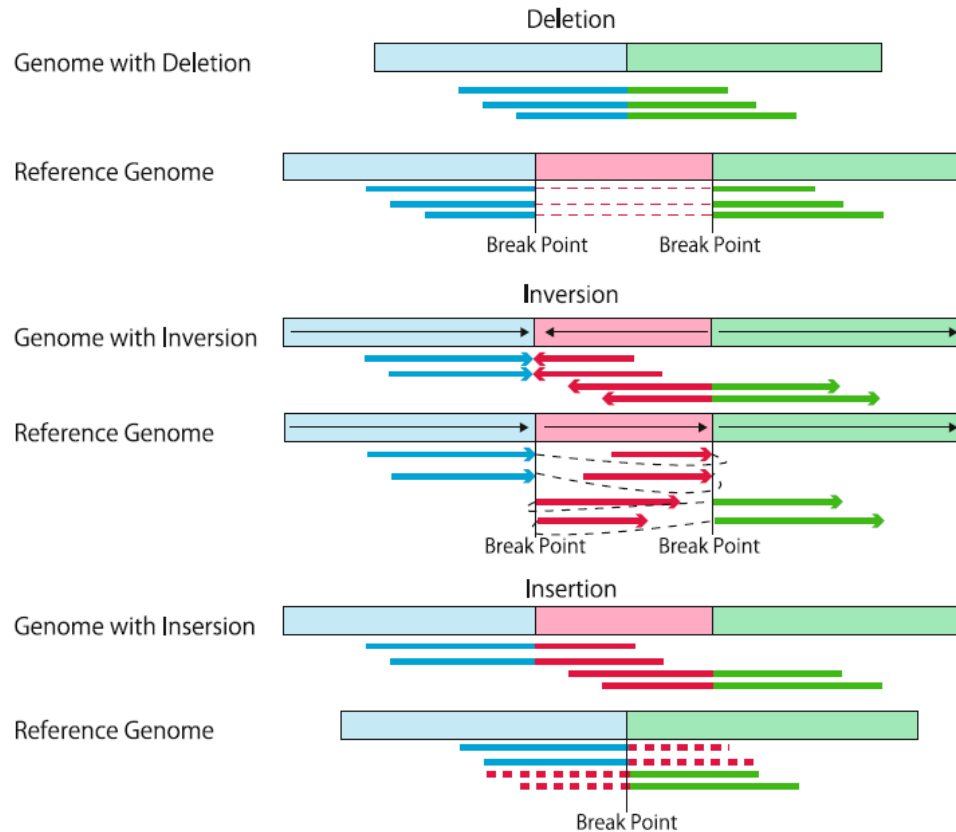 Deletion
Genome with Deletion
Reference Genome
Break Point Break Point
Inversion
Genome with Inversion
Reference Genome
Break Point Break Point
Insertion
Genome with Insersion
Reference Genome
Break Point